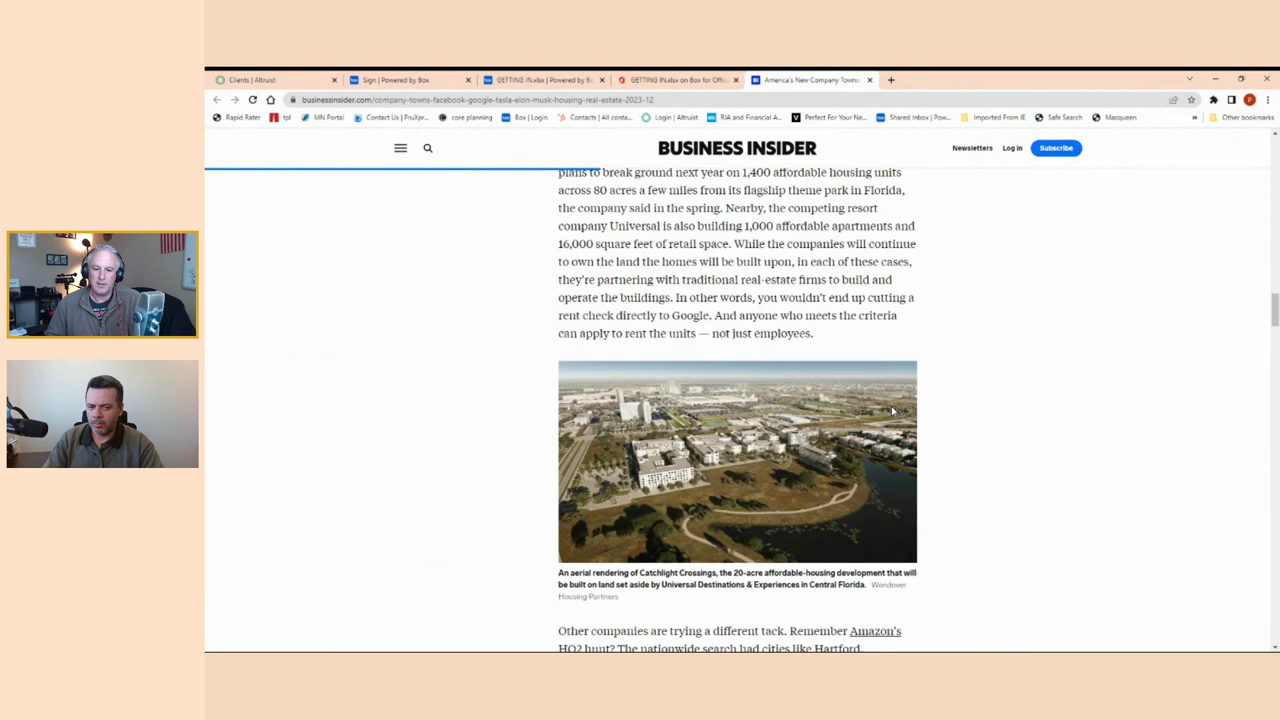 Clients | Altruist
Sign | Powered by Box
GETTING IN.xlsx | Powered by Bo
GETTING IN.xlsx on Box for Offic
America's New Company Towns
businessinsider.com/company-towns-facebook-google-tesla-elon-musk-housing-real-estate-2023-12
Rapid Rater
tpl
MN Portal
Contact Us | PruXpr...
core planning
Box | Login
Contacts | All conta...
Login | Altruist
RIA and Financial A...
Perfect For Your Ne...
Shared Inbox | Pow...
Imported From IE
Safe Search
Macqueen
Other bookmarks
BUSINESS INSIDER
Newsletters
Log in
Subscribe
plans to break ground next year on 1,400 affordable housing units
across 80 acres a few miles from its flagship theme park in Florida,
the company said in the spring. Nearby, the competing resort
company Universal is also building 1,000 affordable apartments and
16,000 square feet of retail space. While the companies will continue
to own the land the homes will be built upon, in each of these cases,
they're partnering with traditional real-estate firms to build and
operate the buildings. In other words, you wouldn't end up cutting a
rent check directly to Google. And anyone who meets the criteria
can apply to rent the units — not just employees.
An aerial rendering of Catchlight Crossings, the 20-acre affordable-housing development that will
be built on land set aside by Universal Destinations & Experiences in Central Florida. Wendover
Housing Partners
Other companies are trying a different tack. Remember Amazon's
HQ2 hunt? The nationwide search had cities like Hartford,